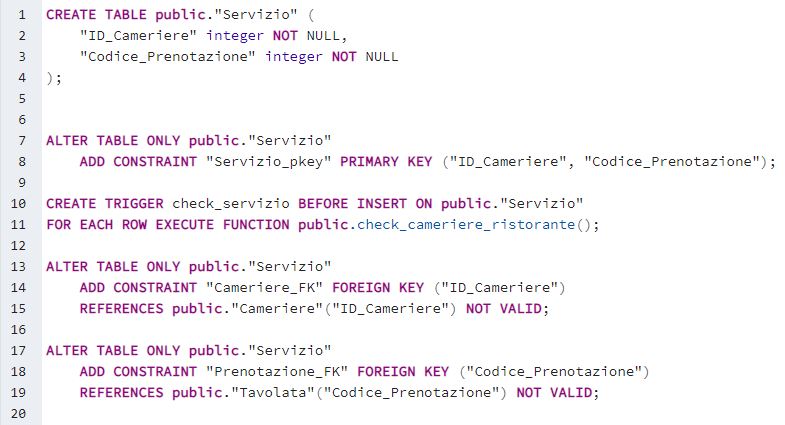 1 CREATE TABLE public."Servizio" (
2     "ID_Cameriere" integer NOT NULL,
3     "Codice_Prenotazione" integer NOT NULL
4 );
5
6
7 ALTER TABLE ONLY public."Servizio"
8     ADD CONSTRAINT "Servizio_pkey" PRIMARY KEY ("ID_Cameriere", "Codice_Prenotazione");
9
10 CREATE TRIGGER check_servizio BEFORE INSERT ON public."Servizio"
11 FOR EACH ROW EXECUTE FUNCTION public.check_cameriere_ristorante();
12
13 ALTER TABLE ONLY public."Servizio"
14     ADD CONSTRAINT "Cameriere_FK" FOREIGN KEY ("ID_Cameriere")
15     REFERENCES public."Cameriere"("ID_Cameriere") NOT VALID;
16
17 ALTER TABLE ONLY public."Servizio"
18     ADD CONSTRAINT "Prenotazione_FK" FOREIGN KEY ("Codice_Prenotazione")
19     REFERENCES public."Tavolata"("Codice_Prenotazione") NOT VALID;
20